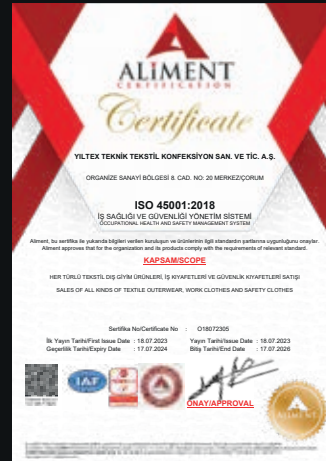 ALiMENT
CERTIFICATION
Certificate
YILTEX TEKNİK TEKSTİL KONFEKSİYON SAN. VE TİC. A.Ş.
ORGANİZE SANAYİ BÖLGESİ 8. CAD. NO: 20 MERKEZ/ÇORUM
ISO 45001:2018
İŞ SAĞLIĞI VE GÜVENLİĞİ YÖNETİM SİSTEMİ
OCCUPATIONAL HEALTH AND SAFETY MANAGEMENT SYSTEM
Aliment, bu sertifika ile yukarıda bilgileri verilen kuruluşun ve ürünlerinin ilgili standardın şartlarına uygunluğunu onaylar.
Aliment approves that for the organization and its products comply with the requirements of relevant standard.
KAPSAM/SCOPE
HER TÜRLÜ TEKSTİL DIŞ GİYİM ÜRÜNLERİ, İŞ KIYAFETLERİ VE GÜVENLİK KIYAFETLERİ SATIŞI
SALES OF ALL KINDS OF TEXTILE OUTERWEAR, WORK CLOTHES AND SAFETY CLOTHES
Sertifika No/Certificate No : O18072305
İlk Yayın Tarihi/First Issue Date : 18.07.2023 Yayın Tarihi/Issue Date : 18.07.2023
Geçerlilik Tarihi/Expiry Date : 17.07.2024 Bitiş Tarihi/End Date : 17.07.2026
IAF
ONAY/APPROVAL
ALIMENT